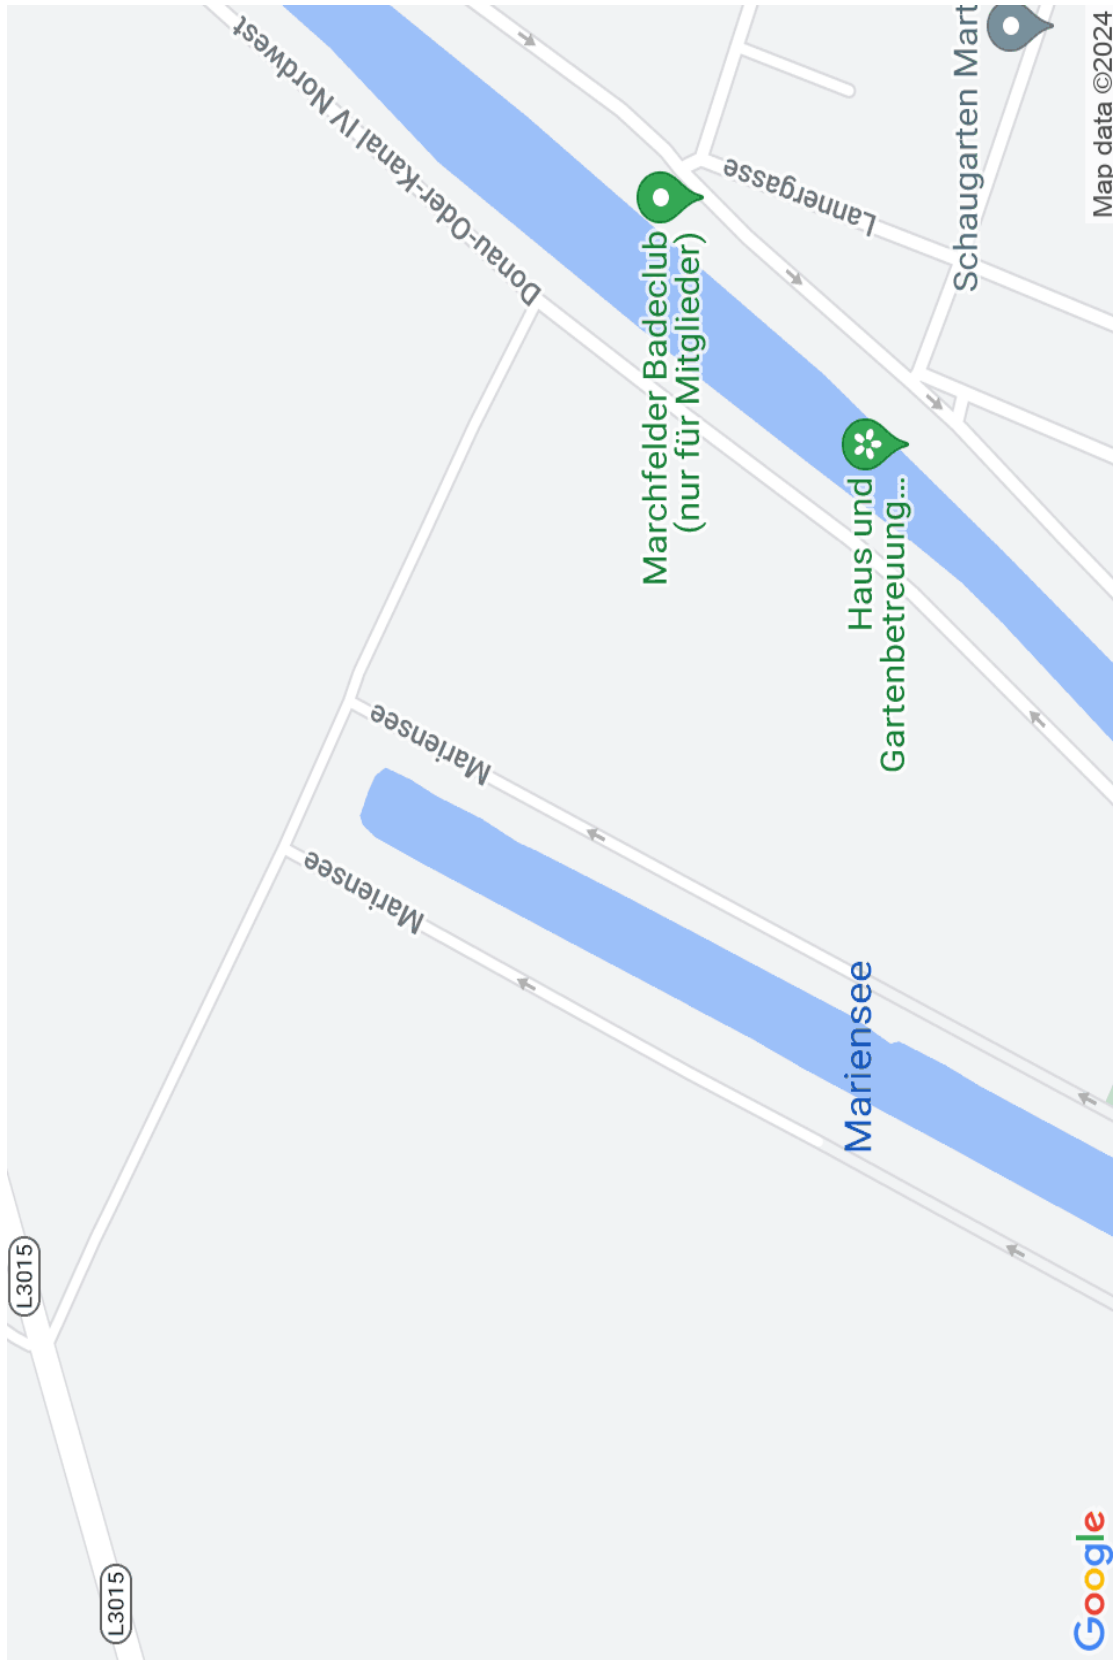 L3015
L3015
Donau-Oder-Kanal IV Nordwest
Mariensee
Mariensee
Mariensee
Marchfelder Badeclub
(nur für Mitglieder)
Lannergasse
Haus und
Gartenbetreuung...
Schaugarten Mart
Google
Map data ©2024